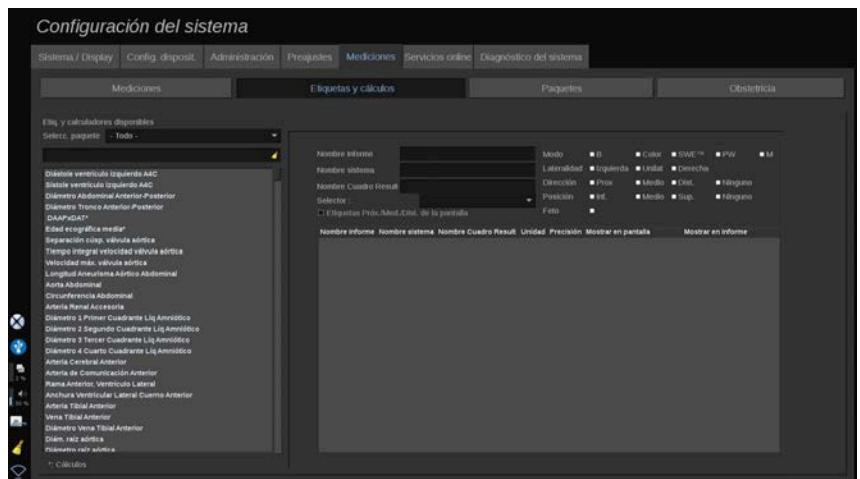 Configuración del sistema
Sistema / Display Config. disposit. Administración Preajustes Mediciones Servicios online Diagnóstico del sistema
Mediciones Etiquetas y cálculos Paquetes Obstetricia
Etiq. y calculadores disponibles
Selecc. paquete - Todo -
Diástole ventrículo izquierdo A4C
Sístole ventrículo izquierdo A4C
Diámetro Abdominal Anterior-Posterior
Diámetro Tronco Anterior-Posterior
DAAPxDAT*
Edad ecográfica media*
Separación cúsp. válvula aórtica
Tiempo integral velocidad válvula aórtica
Velocidad máx. válvula aórtica
Longitud Aneurisma Aórtico Abdominal
Aorta Abdominal
Circunferencia Abdominal
Arteria Renal Accesoria
Diámetro 1 Primer Cuadrante Líq Amniótico
Diámetro 2 Segundo Cuadrante Líq Amniótico
Diámetro 3 Tercer Cuadrante Líq Amniótico
Diámetro 4 Cuarto Cuadrante Líq Amniótico
Arteria Cerebral Anterior
Arteria de Comunicación Anterior
Rama Anterior, Ventrículo Lateral
Anchura Ventricular Lateral Cuerno Anterior
Arteria Tibial Anterior
Vena Tibial Anterior
Diámetro Vena Tibial Anterior
Diám. raíz aórtica
Diámetro raíz aórtica
*: Cálculos
Nombre Informe Modo B Color SWE™ PW M
Nombre sistema Lateralidad Izquierda Unilat Derecha
Nombre Cuadro Result Dirección Prox Medio Dist. Ninguno
Selector : Posición Inf. Medio Sup. Ninguno
Etiquetas Próx./Med./Dist. de la pantalla Feto
Nombre informe Nombre sistema Nombre Cuadro Result Unidad Precisión Mostrar en pantalla Mostrar en informe